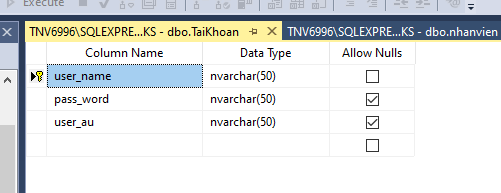 Execute
TNV6996\SQLEXPRE...KS - dbo.TaiKhoan
TNV6996\SQLEXPRE...KS - dbo.nhanvien
Column Name Data Type Allow Nulls
user_name nvarchar(50)
pass_word nvarchar(50)
user_au nvarchar(50)